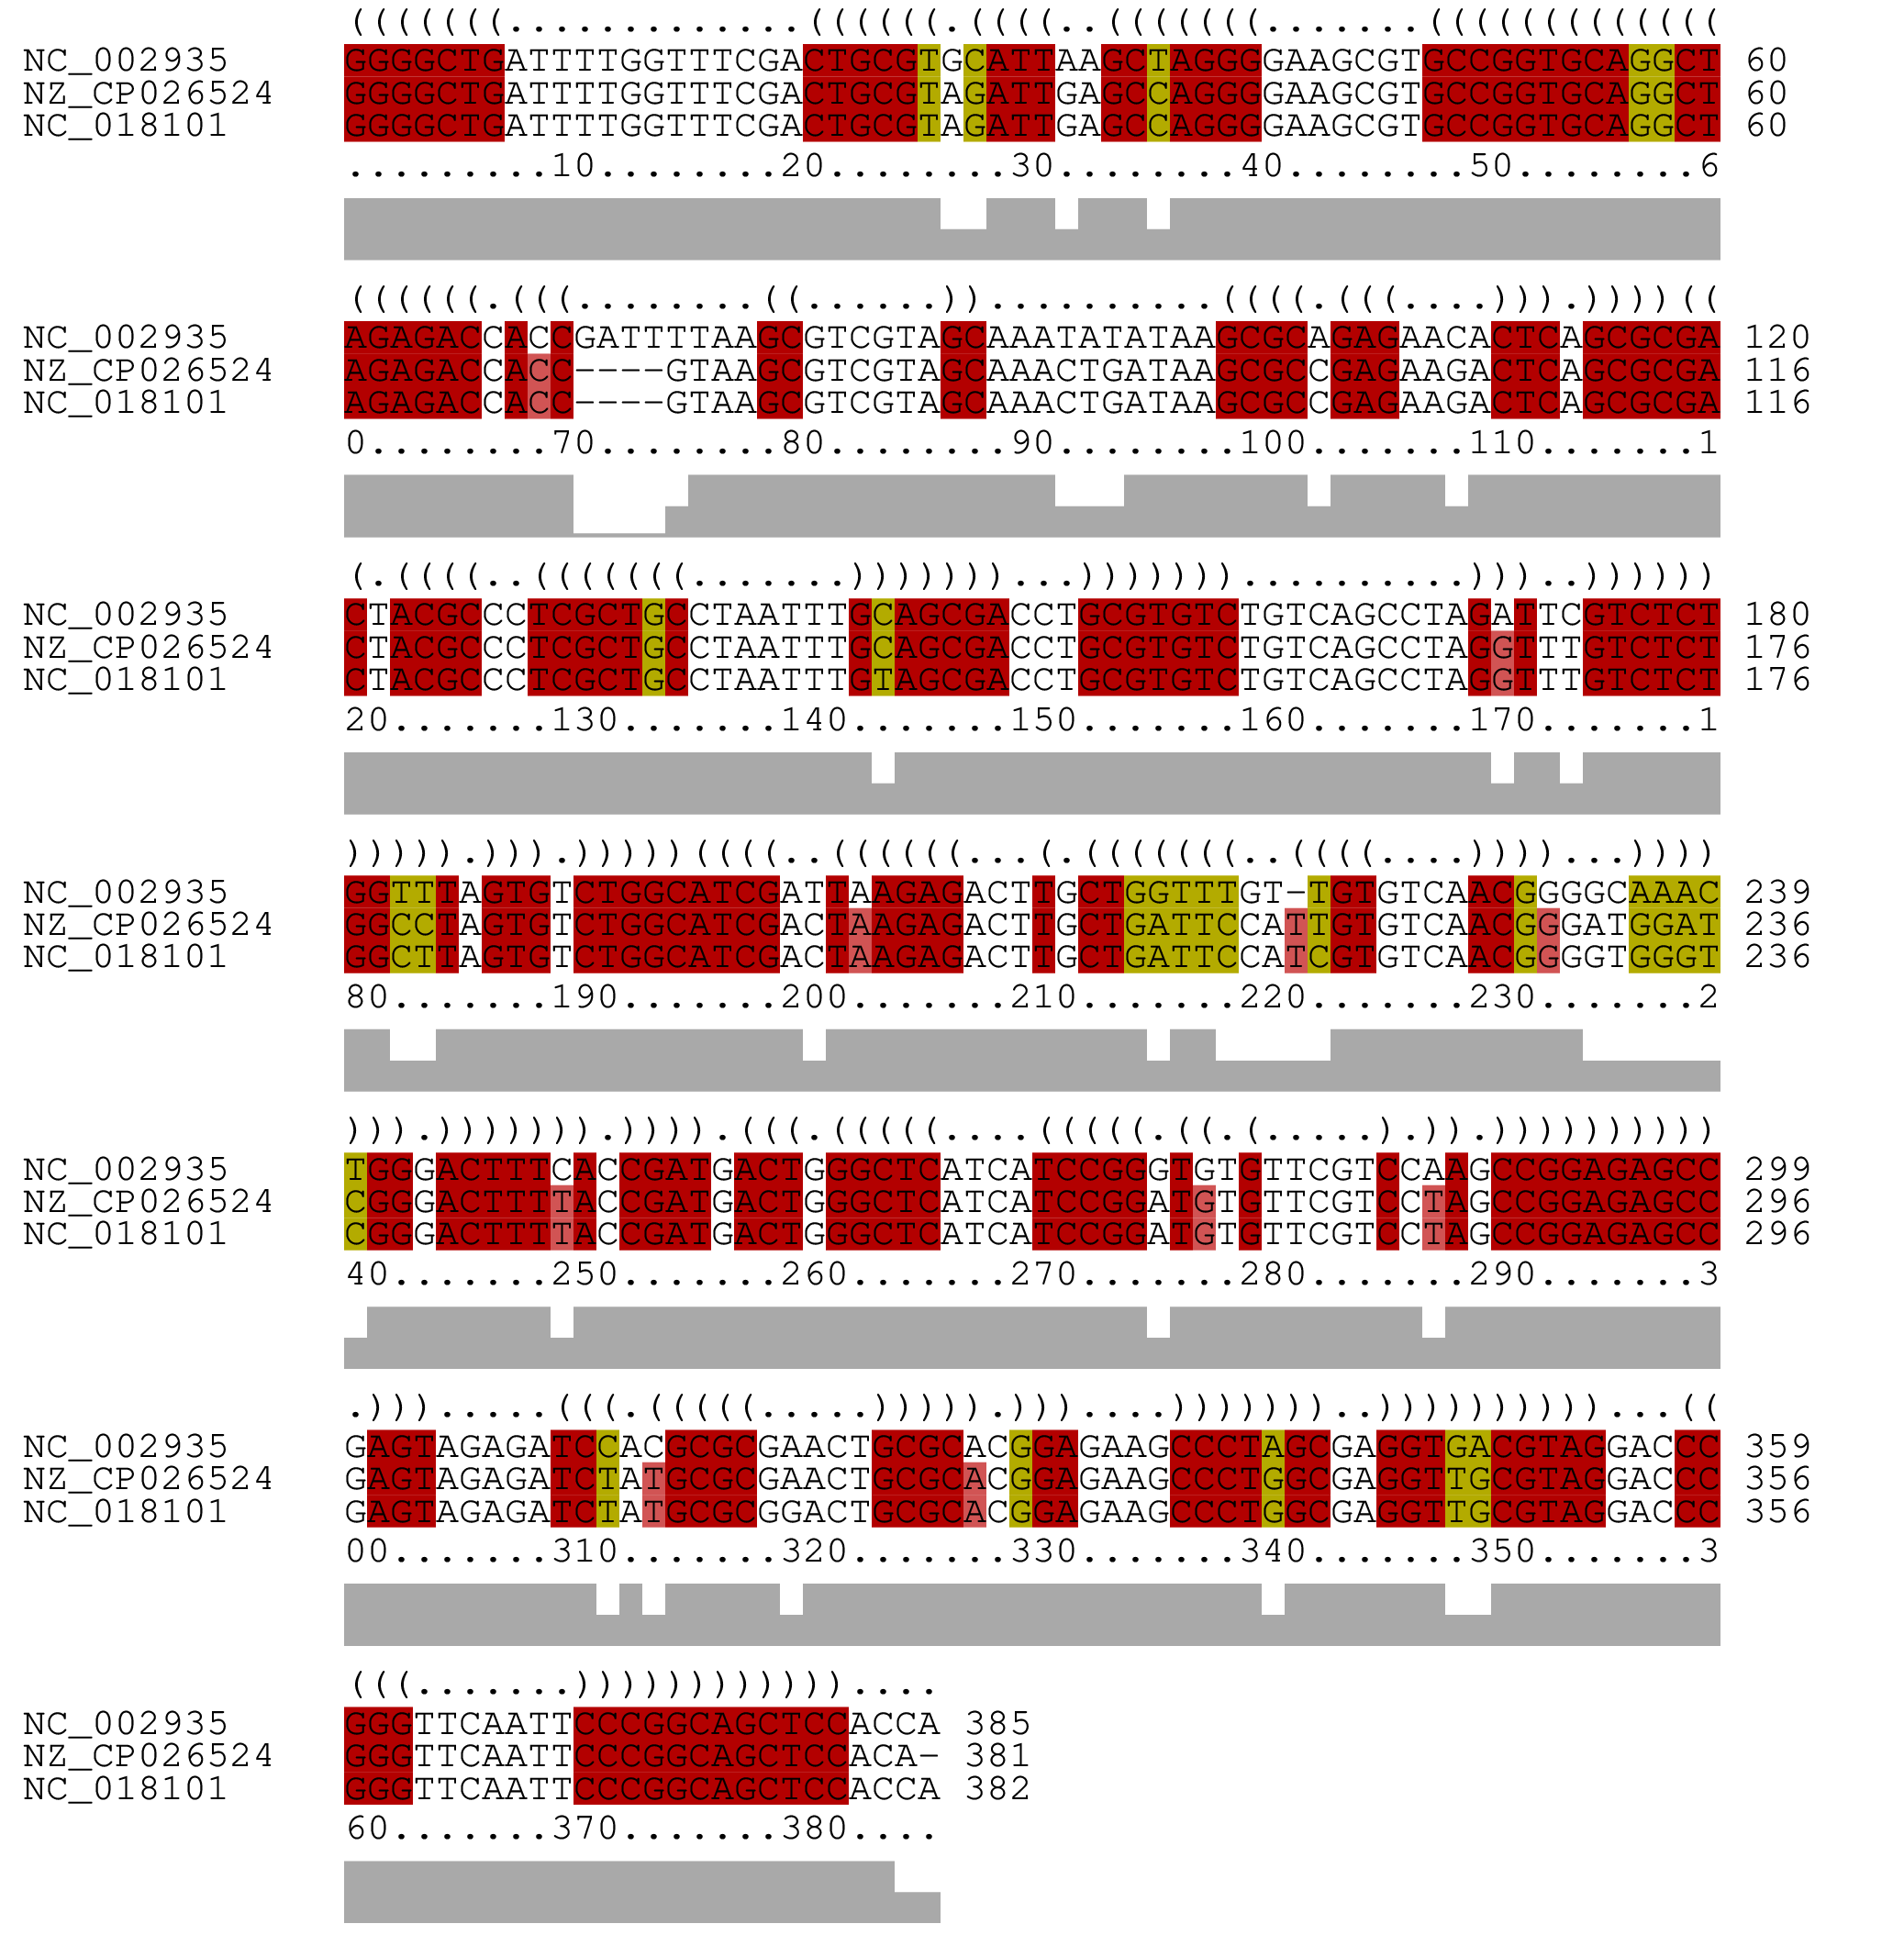 (((((((.............((((((.((((..(((((((.......(((((((((((((
NC_002935 GGGGCTGATTTTGGTTTCGACTGCGTGCATTAAGCTAGGGGAAGCGTGCCGGTGCAGGCT 60
NZ_CP026524 GGGGCTGATTTTGGTTTCGACTGCGTAGATTGAGCCAGGGGAAGCGTGCCGGTGCAGGCT 60
NC_018101 GGGGCTGATTTTGGTTTCGACTGCGTAGATTGAGCCAGGGGAAGCGTGCCGGTGCAGGCT 60
.........10........20........30........40........50........6
((((((.(((........((......))..........((((.(((....))).))))((
NC_002935 AGAGACCACCGATTTTAAGCGTCGTAGCAAATATATAAGCGCAGAGAACACTCAGCGCGA 120
NZ_CP026524 AGAGACCACC----GTAAGCGTCGTAGCAAACTGATAAGCGCCGAGAAGACTCAGCGCGA 116
NC_018101 AGAGACCACC----GTAAGCGTCGTAGCAAACTGATAAGCGCCGAGAAGACTCAGCGCGA 116
0........70........80........90........100.......110.......1
(.((((..(((((((.......)))))))...)))))))..........)))..))))))
NC_002935 CTACGCCCTCGCTGCCTAATTTGCAGCGACCTGCGTGTCTGTCAGCCTAGATTCGTCTCT 180
NZ_CP026524 CTACGCCCTCGCTGCCTAATTTGCAGCGACCTGCGTGTCTGTCAGCCTAGGTTTGTCTCT 176
NC_018101 CTACGCCCTCGCTGCCTAATTTGTAGCGACCTGCGTGTCTGTCAGCCTAGGTTTGTCTCT 176
20.......130.......140.......150.......160.......170.......1
))))).))).)))))((((..((((((...(.(((((((..((((....))))...))))
NC_002935 GGTTTAGTGTCTGGCATCGATTAAGAGACTTGCTGGTTTGT-TGTGTCAACGGGGCAAAC 239
NZ_CP026524 GGCCTAGTGTCTGGCATCGACTAAGAGACTTGCTGATTCCATTGTGTCAACGGGATGGAT 236
NC_018101 GGCTTAGTGTCTGGCATCGACTAAGAGACTTGCTGATTCCATCGTGTCAACGGGGTGGGT 236
80.......190.......200.......210.......220.......230.......2
))).))))))).)))).(((.(((((....(((((.((.(.....).)).))))))))))
NC_002935 TGGGACTTTCACCGATGACTGGGCTCATCATCCGGGTGTGTTCGTCCAAGCCGGAGAGCC 299
NZ_CP026524 CGGGACTTTTACCGATGACTGGGCTCATCATCCGGATGTGTTCGTCCTAGCCGGAGAGCC 296
NC_018101 CGGGACTTTTACCGATGACTGGGCTCATCATCCGGATGTGTTCGTCCTAGCCGGAGAGCC 296
40.......250.......260.......270.......280.......290.......3
.))).....(((.(((((.....))))).)))....)))))))..))))))))))...((
NC_002935 GAGTAGAGATCCACGCGCGAACTGCGCACGGAGAAGCCCTAGCGAGGTGACGTAGGACCC 359
NZ_CP026524 GAGTAGAGATCTATGCGCGAACTGCGCACGGAGAAGCCCTGGCGAGGTTGCGTAGGACCC 356
NC_018101 GAGTAGAGATCTATGCGCGGACTGCGCACGGAGAAGCCCTGGCGAGGTTGCGTAGGACCC 356
00.......310.......320.......330.......340.......350.......3
(((.......))))))))))))....
NC_002935 GGGTTCAATTCCCGGCAGCTCCACCA 385
NZ_CP026524 GGGTTCAATTCCCGGCAGCTCCACA- 381
NC_018101 GGGTTCAATTCCCGGCAGCTCCACCA 382
60.......370.......380....